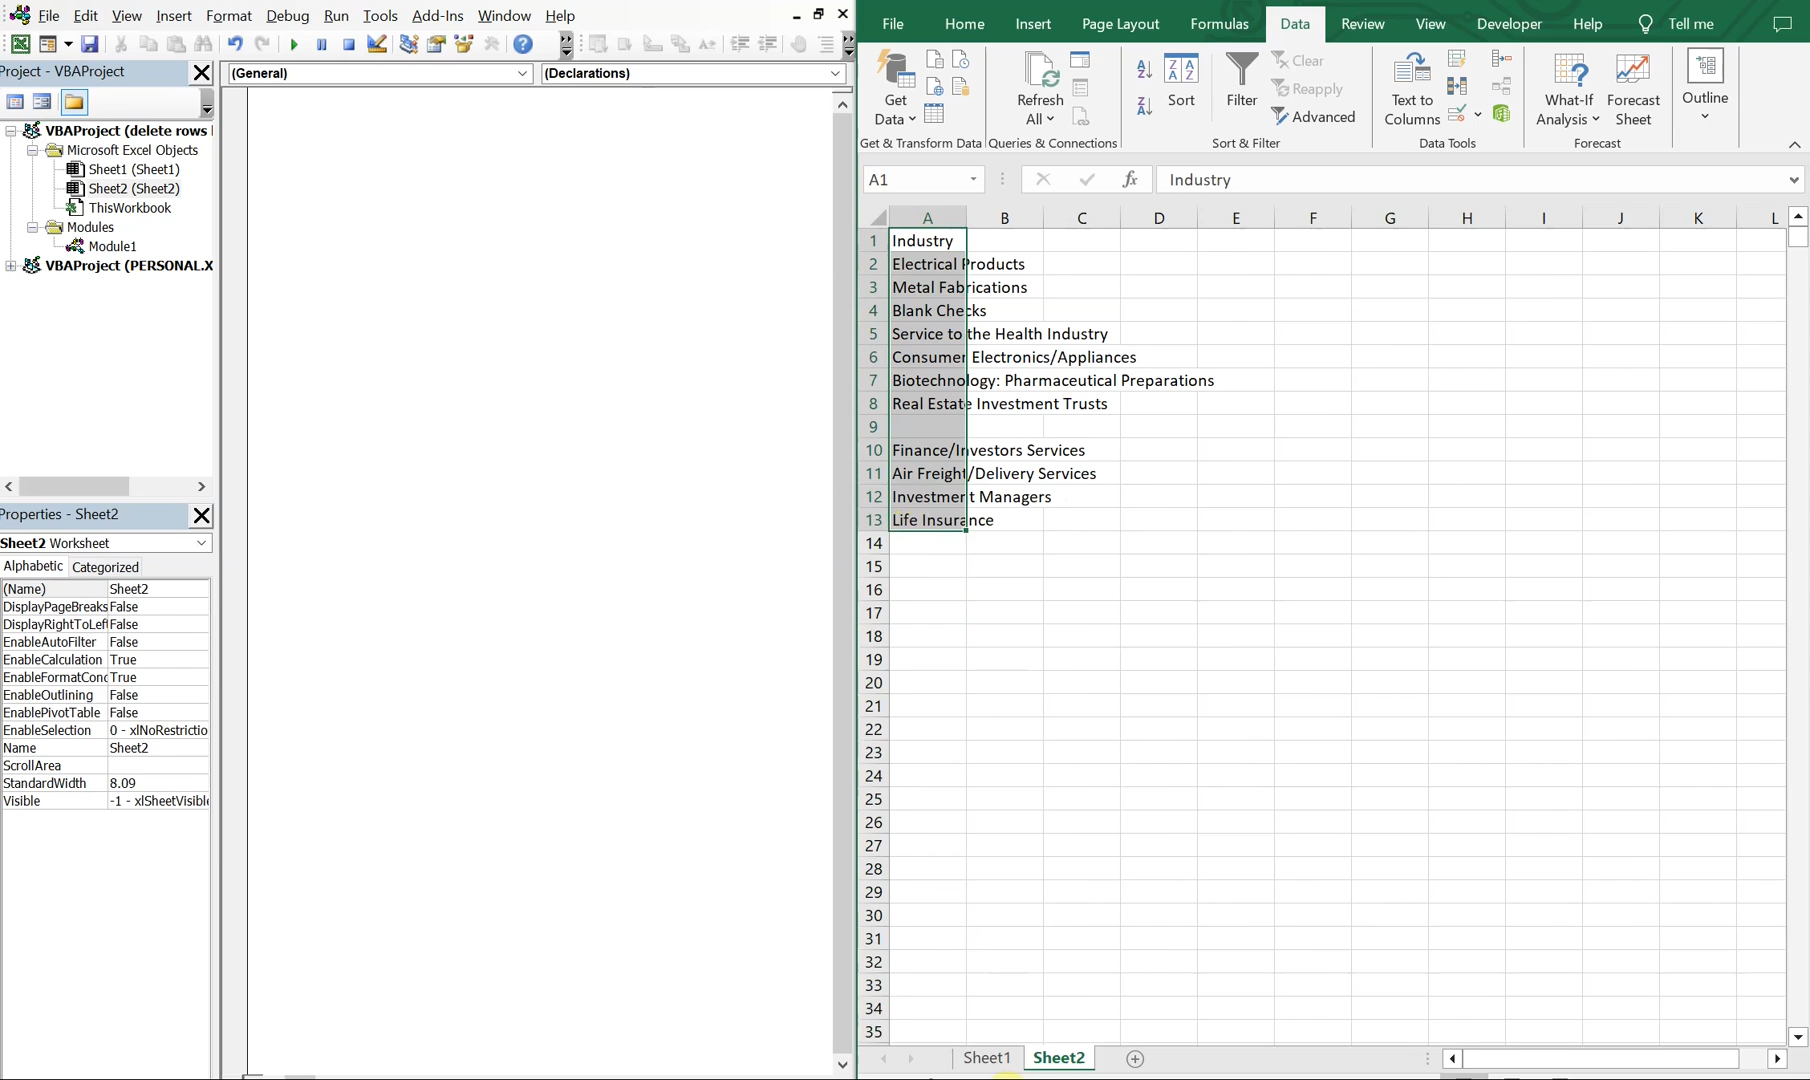 File Edit View Insert Format Debug Run Tools Add-Ins Window Help
Project - VBAProject
VBAProject (delete rows
Microsoft Excel Objects
Sheet1 (Sheet1)
Sheet2 (Sheet2)
ThisWorkbook
Modules
Module1
VBAProject (PERSONAL.X
Properties - Sheet2
Sheet2 Worksheet
Alphabetic Categorized
(Name) Sheet2
DisplayPageBreaks False
DisplayRightToLeft False
EnableAutoFilter False
EnableCalculation True
EnableFormatCond True
EnableOutlining False
EnablePivotTable False
EnableSelection 0 - xlNoRestrictio
Name Sheet2
ScrollArea
StandardWidth 8.09
Visible -1 - xlSheetVisible
(General) (Declarations)
File Home Insert Page Layout Formulas Data Review View Developer Help Tell me
Get Data
Refresh All
Sort
Filter
Clear
Reapply
Advanced
Text to Columns
What-If Analysis
Forecast Sheet
Outline
Get & Transform Data Queries & Connections Sort & Filter Data Tools Forecast
A1 fx Industry
A B C D E F G H I J K L
1 Industry
2 Electrical Products
3 Metal Fabrications
4 Blank Checks
5 Service to the Health Industry
6 Consumer Electronics/Appliances
7 Biotechnology: Pharmaceutical Preparations
8 Real Estate Investment Trusts
9
10 Finance/Investors Services
11 Air Freight/Delivery Services
12 Investment Managers
13 Life Insurance
14
15
16
17
18
19
20
21
22
23
24
25
26
27
28
29
30
31
32
33
34
35
Sheet1 Sheet2